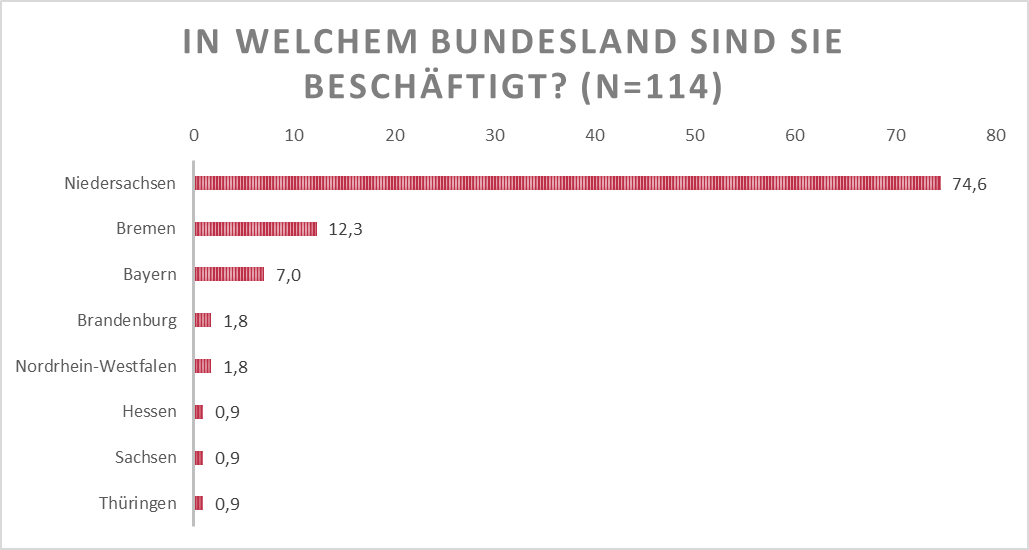 IN WELCHEM BUNDESLAND SIND SIE
BESCHÄFTIGT? (N=114)
0 10 20 30 40 50 60 70 80
Niedersachsen 74,6
Bremen 12,3
Bayern 7,0
Brandenburg 1,8
Nordrhein-Westfalen 1,8
Hessen 0,9
Sachsen 0,9
Thüringen 0,9